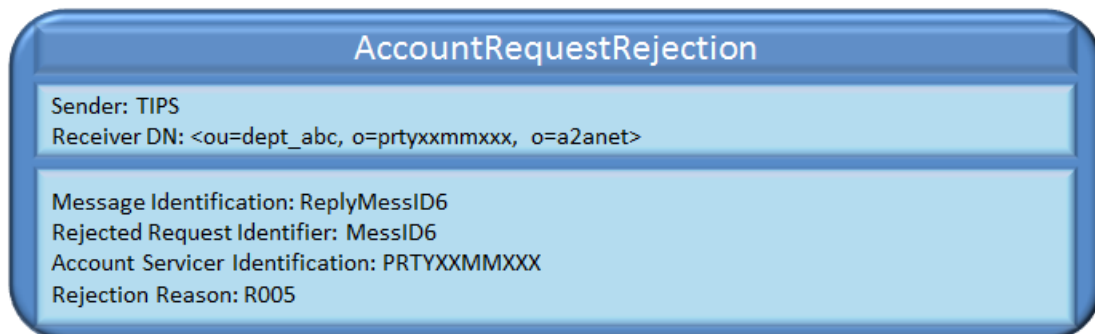 AccountRequestRejection
Sender: TIPS
Receiver DN: <ou=dept_abc, o=prtyxxmmxxx, o=a2anet>
Message Identification: ReplyMessID6
Rejected Request Identifier: MessID6
Account Servicer Identification: PRTYXXMMXXX
Rejection Reason: R005